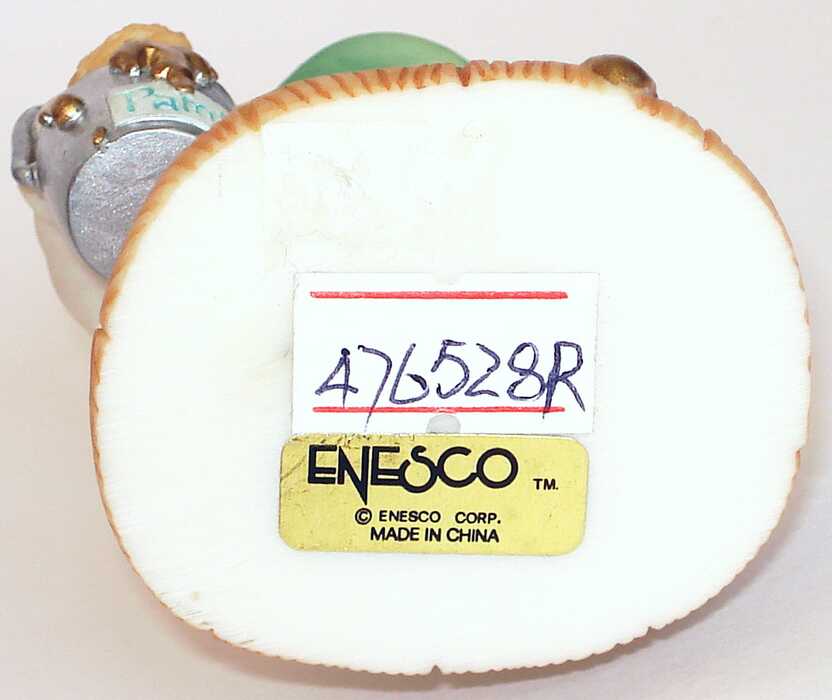 476528R
ENESCO TM.
© ENESCO CORP.
MADE IN CHINA